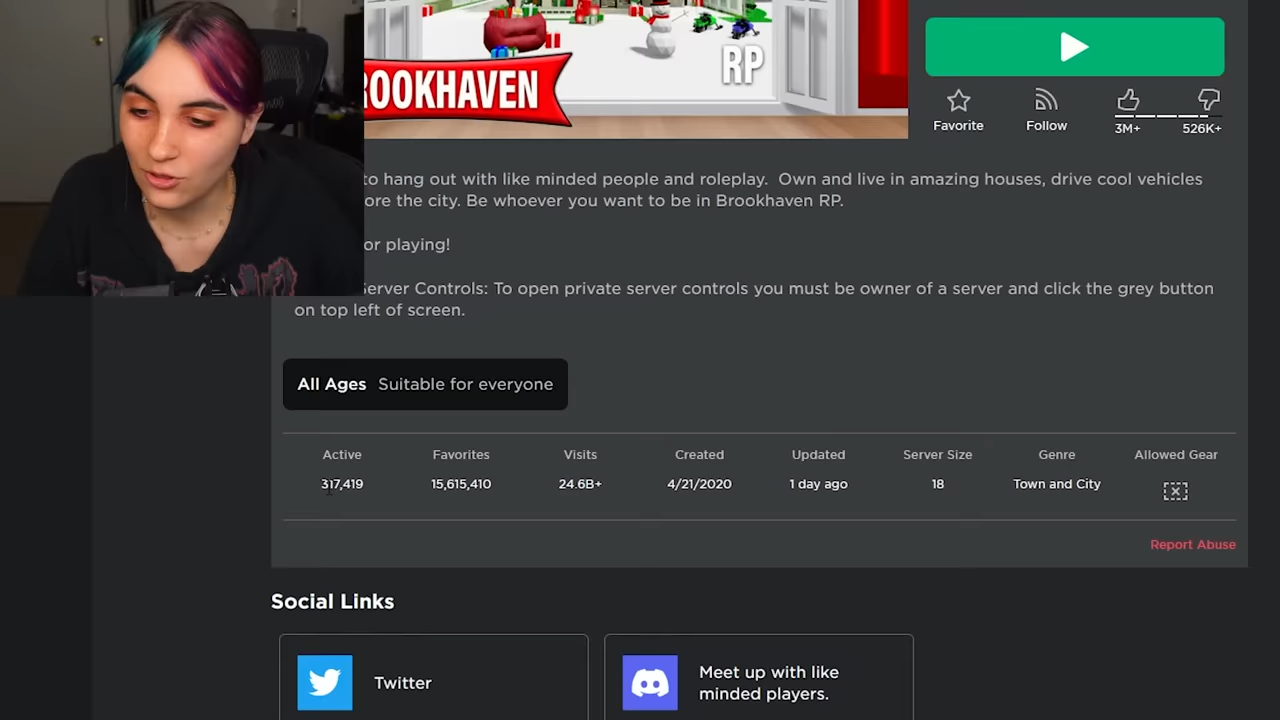 ROOKHAVEN
RP
Favorite
Follow
3M+
526K+
to hang out with like minded people and roleplay. Own and live in amazing houses, drive cool vehicles
ore the city. Be whoever you want to be in Brookhaven RP.
or playing!
Server Controls: To open private server controls you must be owner of a server and click the grey button
on top left of screen.
All Ages Suitable for everyone
Active Favorites Visits Created Updated Server Size Genre Allowed Gear
317,419 15,615,410 24.6B+ 4/21/2020 1 day ago 18 Town and City
Report Abuse
Social Links
Twitter
Meet up with like
minded players.